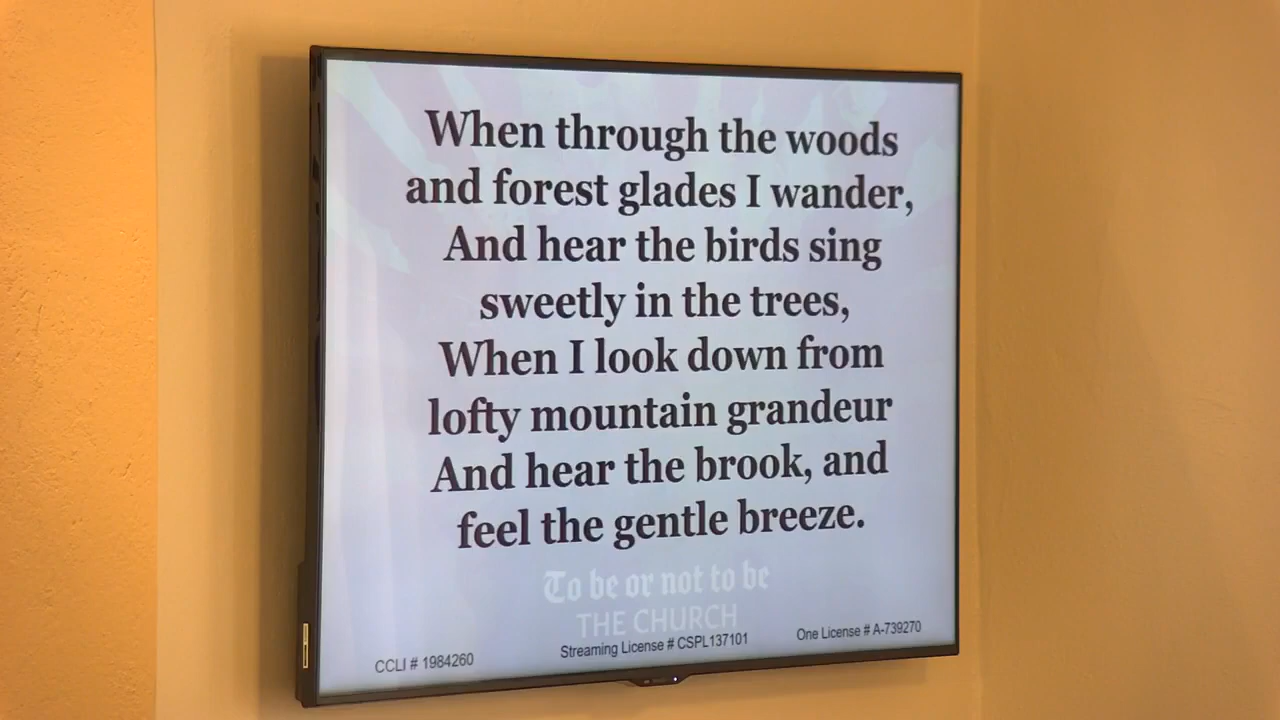 When through the woods
and forest glades I wander,
And hear the birds sing
sweetly in the trees,
When I look down from
lofty mountain grandeur
And hear the brook, and
feel the gentle breeze.
To be or not to be
THE CHURCH
CCLI # 1984260
Streaming License # CSPL137101
One License # A-739270